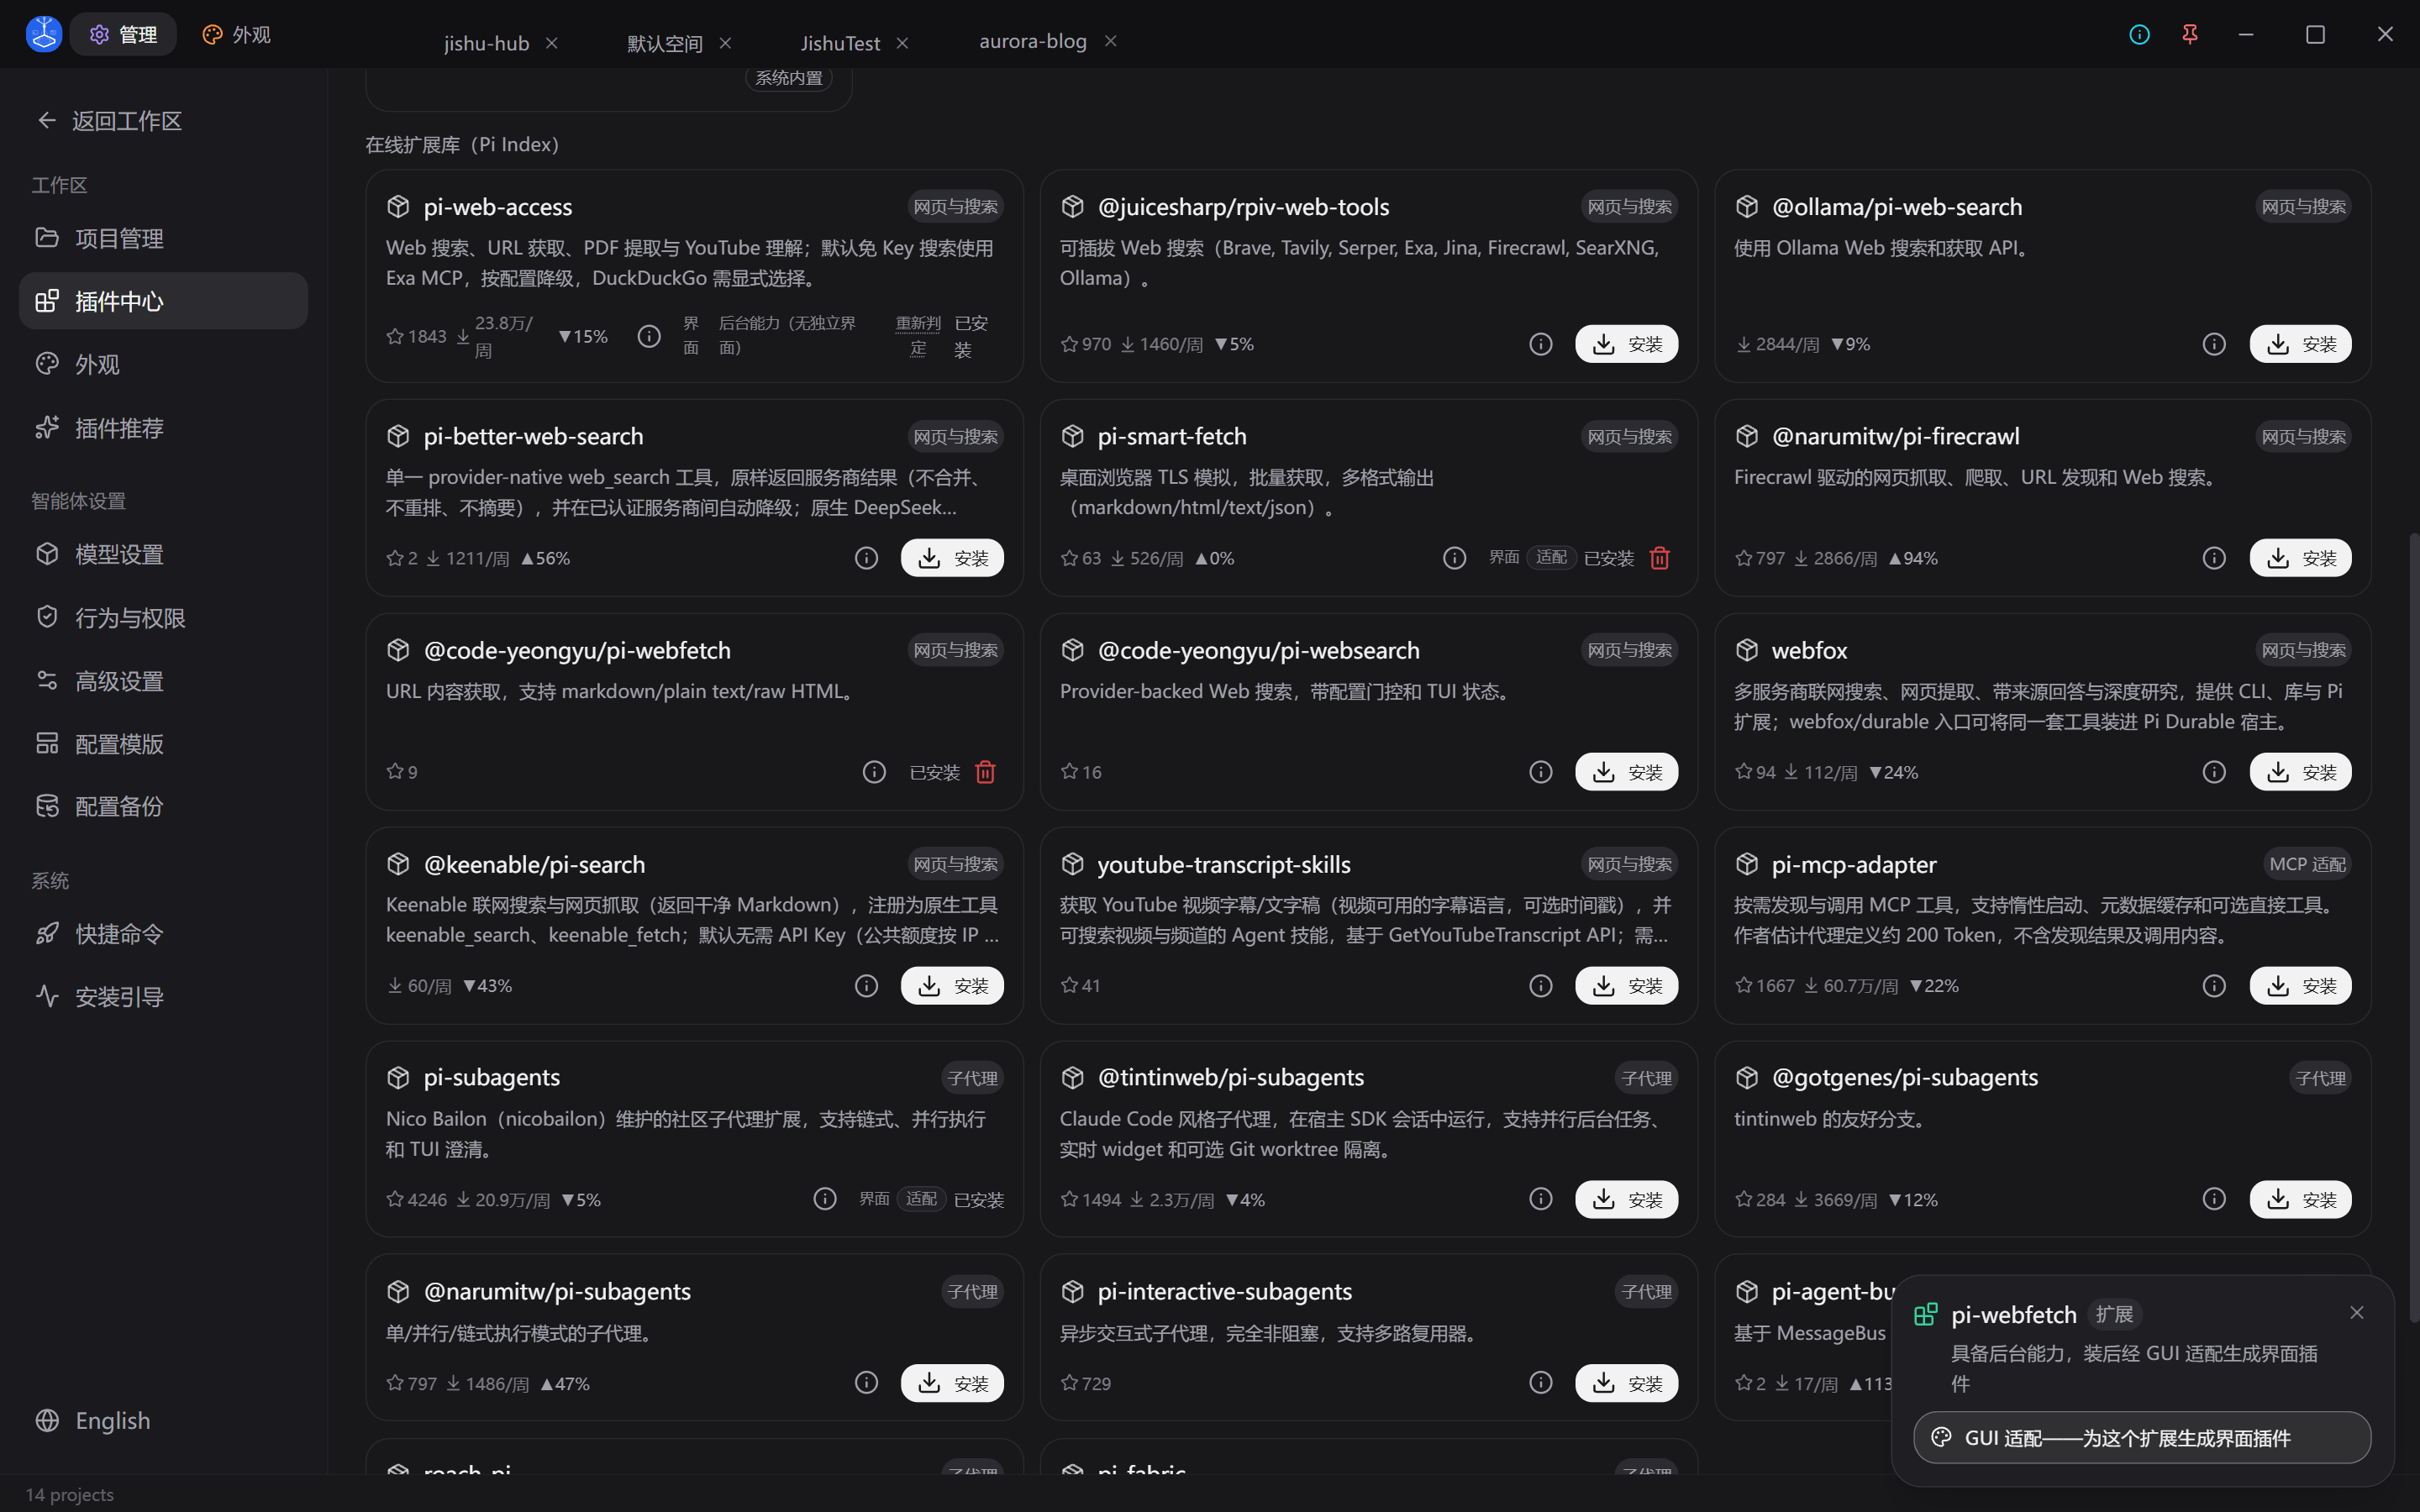 管理
外观
jishu-hub
默认空间
JishuTest
aurora-blog
返回工作区
工作区
项目管理
插件中心
外观
插件推荐
智能体设置
模型设置
行为与权限
高级设置
配置模版
配置备份
系统
快捷命令
安装引导
English
14 projects
系统内置
在线扩展库（Pi Index）
pi-web-access
网页与搜索
Web 搜索、URL 获取、PDF 提取与 YouTube 理解；默认免 Key 搜索使用
Exa MCP，按配置降级，DuckDuckGo 需显式选择。
1843 23.8万/周 ▼15% 界面 后台能力（无独立界面） 重新判定 已安装
@juicesharp/rpiv-web-tools
网页与搜索
可插拔 Web 搜索（Brave, Tavily, Serper, Exa, Jina, Firecrawl, SearXNG,
Ollama）。
970 1460/周 ▼5% 安装
@ollama/pi-web-search
网页与搜索
使用 Ollama Web 搜索和获取 API。
2844/周 ▼9% 安装
pi-better-web-search
网页与搜索
单一 provider-native web_search 工具，原样返回服务商结果（不合并、
不重排、不摘要），并在已认证服务商间自动降级；原生 DeepSeek...
2 1211/周 ▲56% 安装
pi-smart-fetch
网页与搜索
桌面浏览器 TLS 模拟，批量获取，多格式输出
（markdown/html/text/json）。
63 526/周 ▲0% 界面 适配 已安装
@narumitw/pi-firecrawl
网页与搜索
Firecrawl 驱动的网页抓取、爬取、URL 发现和 Web 搜索。
797 2866/周 ▲94% 安装
@code-yeongyu/pi-webfetch
网页与搜索
URL 内容获取，支持 markdown/plain text/raw HTML。
9 已安装
@code-yeongyu/pi-websearch
网页与搜索
Provider-backed Web 搜索，带配置门控和 TUI 状态。
16 安装
webfox
网页与搜索
多服务商联网搜索、网页提取、带来源回答与深度研究，提供 CLI、库与 Pi
扩展；webfox/durable 入口可将同一套工具装进 Pi Durable 宿主。
94 112/周 ▼24% 安装
@keenable/pi-search
网页与搜索
Keenable 联网搜索与网页抓取（返回干净 Markdown），注册为原生工具
keenable_search、keenable_fetch；默认无需 API Key（公共额度按 IP ...
60/周 ▼43% 安装
youtube-transcript-skills
网页与搜索
获取 YouTube 视频字幕/文字稿（视频可用的字幕语言，可选时间戳），并
可搜索视频与频道的 Agent 技能，基于 GetYouTubeTranscript API；需...
41 安装
pi-mcp-adapter
MCP 适配
按需发现与调用 MCP 工具，支持惰性启动、元数据缓存和可选直接工具。
作者估计代理定义约 200 Token，不含发现结果及调用内容。
1667 60.7万/周 ▼22% 安装
pi-subagents
子代理
Nico Bailon（nicobailon）维护的社区子代理扩展，支持链式、并行执行
和 TUI 澄清。
4246 20.9万/周 ▼5% 界面 适配 已安装
@tintinweb/pi-subagents
子代理
Claude Code 风格子代理，在宿主 SDK 会话中运行，支持并行后台任务、
实时 widget 和可选 Git worktree 隔离。
1494 2.3万/周 ▼4% 安装
@gotgenes/pi-subagents
子代理
tintinweb 的友好分支。
284 3669/周 ▼12% 安装
@narumitw/pi-subagents
子代理
单/并行/链式执行模式的子代理。
797 1486/周 ▲47% 安装
pi-interactive-subagents
子代理
异步交互式子代理，完全非阻塞，支持多路复用器。
729 安装
pi-agent-bu
基于 MessageBus
2 17/周 ▲113
reach-pi
子代理
pi-fabric
子代理
pi-webfetch
扩展
具备后台能力，装后经 GUI 适配生成界面插
件
GUI 适配——为这个扩展生成界面插件